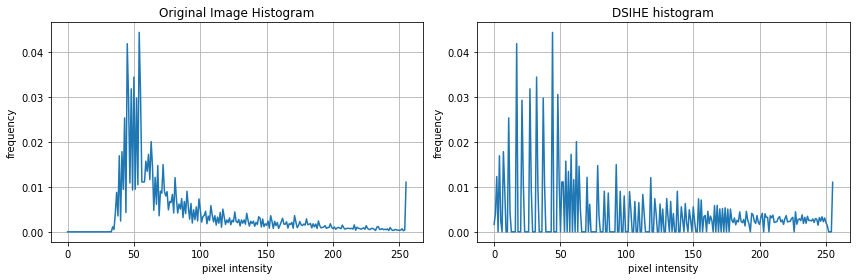 Original Image Histogram
frequency
0.04
0.03
0.02
0.01
0.00
0 50 100 150 200 250
pixel intensity
DSIHE histogram
frequency
0.04
0.03
0.02
0.01
0.00
0 50 100 150 200 250
pixel intensity